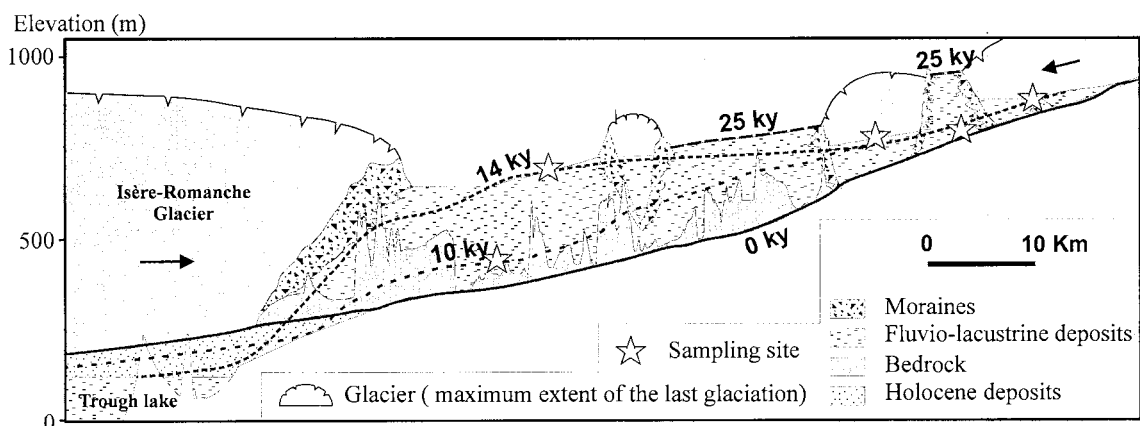 Elevation (m)
1000
25 ky
25 ky
14 ky
Isère-Romanche
Glacier
500
10 ky
0 ky
0 10 Km
Moraines
Fluvio-lacustrine deposits
Sampling site
Bedrock
Glacier ( maximum extent of the last glaciation)
Holocene deposits
Trough lake
0